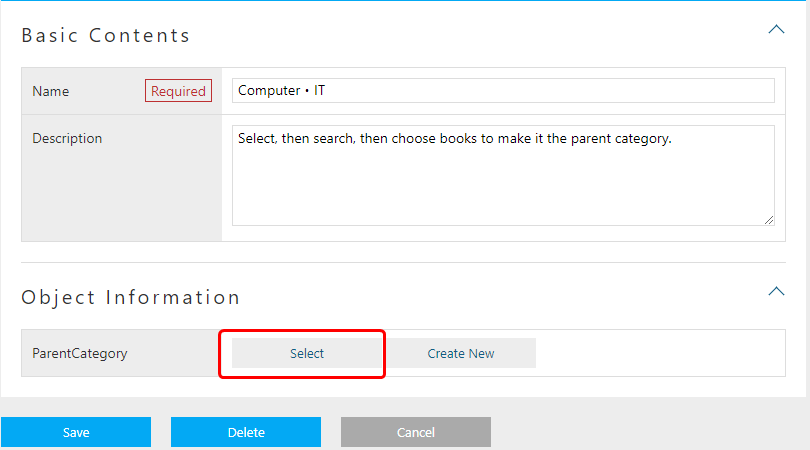 Basic Contents
Name Required Computer・IT
Description Select, then search, then choose books to make it the parent category.
Object Information
ParentCategory Select Create New
Save Delete Cancel